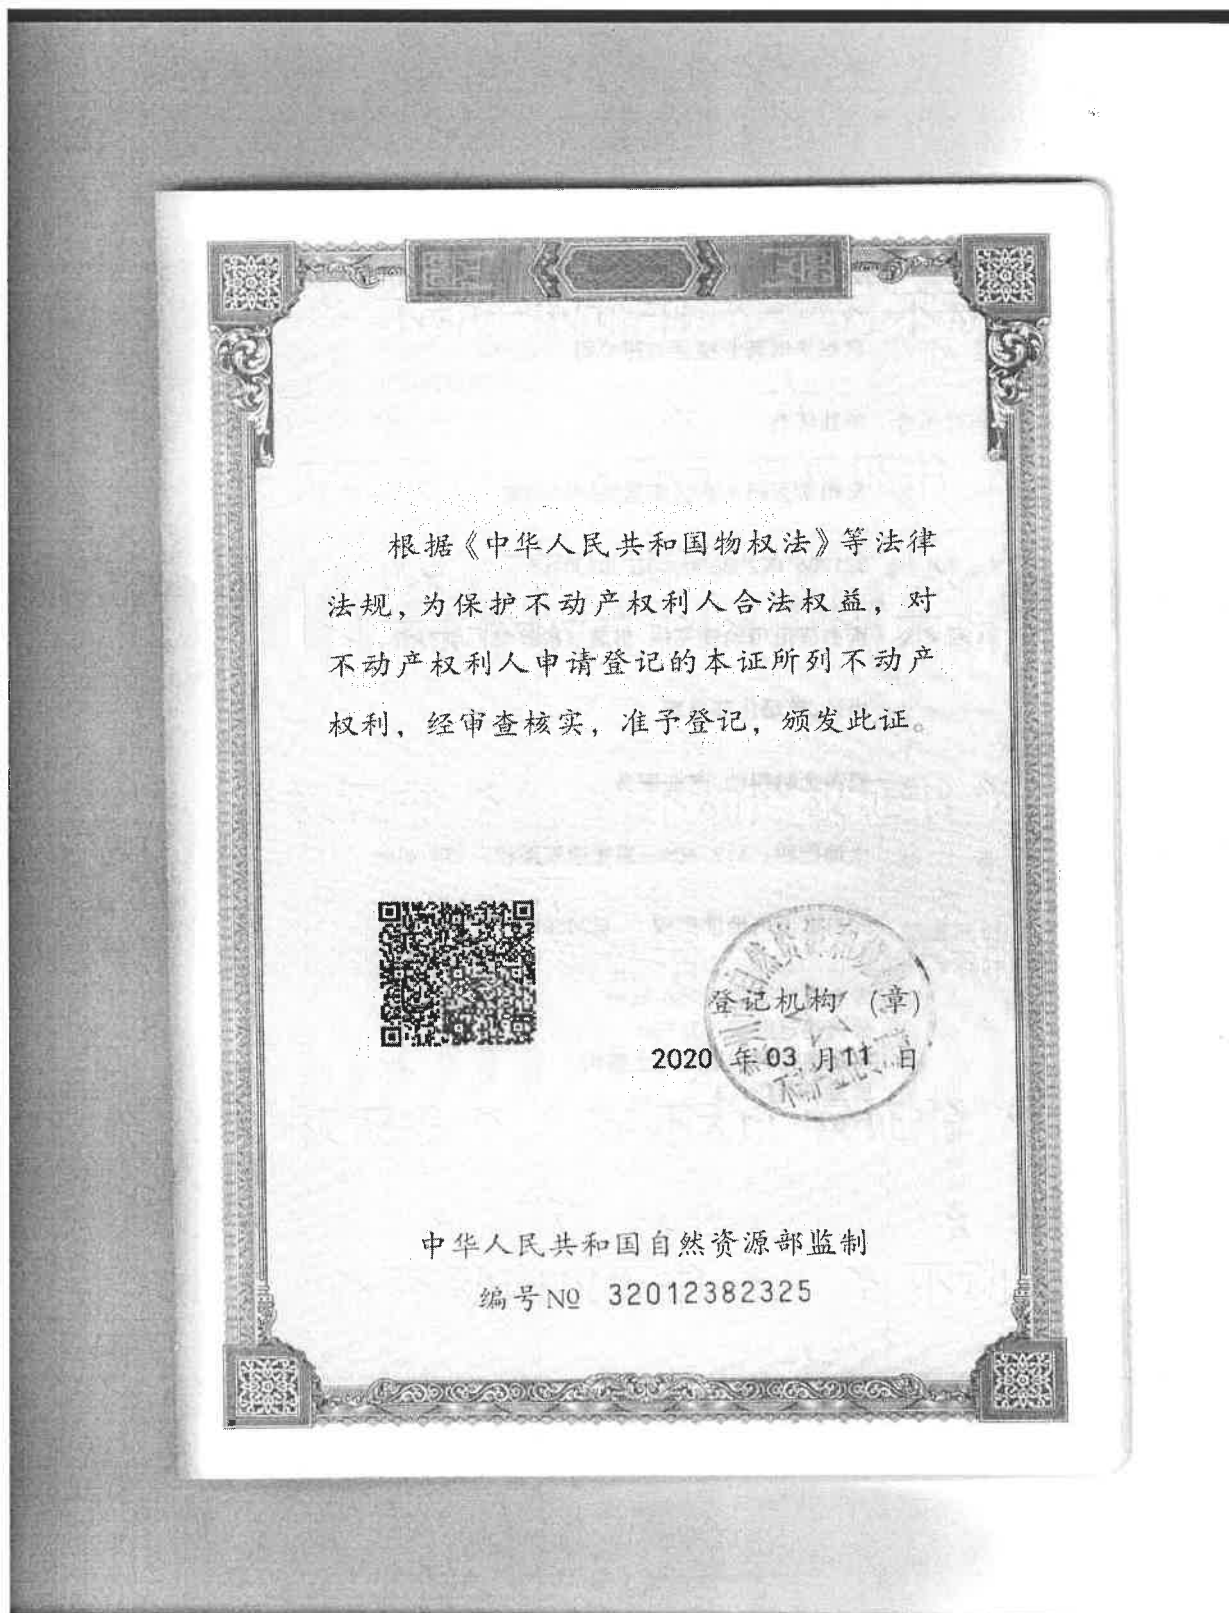 根据《中华人民共和国物权法》等法律
法规，为保护不动产权利人合法权益，对
不动产权利人申请登记的本证所列不动产
权利，经审查核实，准予登记，颁发此证。
登记机构 （章）
2020 年 03 月 11 日
中华人民共和国自然资源部监制
编号 № 32012382325